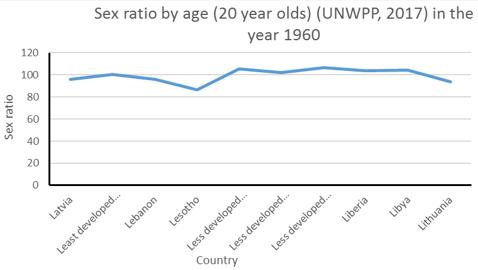 Sex ratio by age (20 year olds) (UNWPP, 2017) in the
year 1960
120
100
80
60
40
20
0
Sex ratio
Latvia
Least developed...
Lebanon
Lesotho
Less developed...
Less developed...
Less developed...
Liberia
Libya
Lithuania
Country